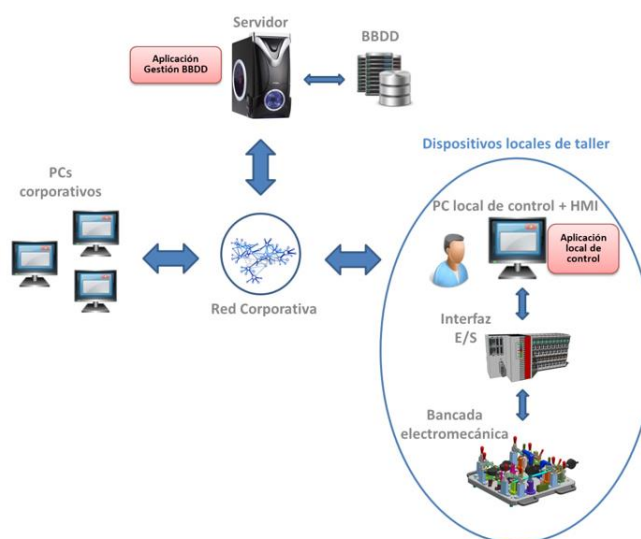 Servidor
Aplicación
Gestión BBDD
BBDD
Dispositivos locales de taller
PCs
corporativos
PC local de control + HMI
Aplicación
local de
control
Red Corporativa
Interfaz
E/S
Bancada
electromecánica